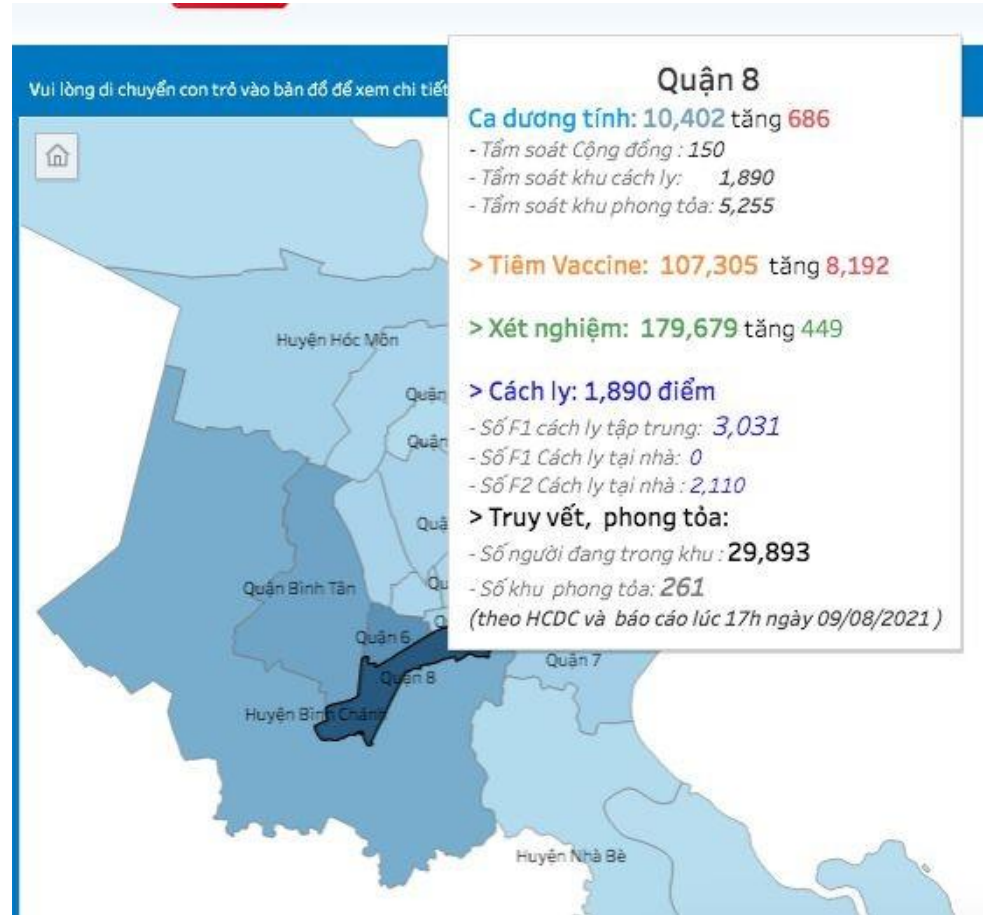 Vui lòng di chuyển con trỏ vào bản đồ để xem chi tiết
Quận 8
Ca dương tính: 10,402 tăng 686
- Tầm soát Cộng đồng : 150
- Tầm soát khu cách ly: 1,890
- Tầm soát khu phong tỏa: 5,255
> Tiêm Vaccine: 107,305 tăng 8,192
> Xét nghiệm: 179,679 tăng 449
> Cách ly: 1,890 điểm
- Số F1 cách ly tập trung: 3,031
- Số F1 Cách ly tại nhà: 0
- Số F2 Cách ly tại nhà : 2,110
> Truy vết, phong tỏa:
- Số người đang trong khu : 29,893
- Số khu phong tỏa: 261
(theo HCDC và báo cáo lúc 17h ngày 09/08/2021 )
Huyện Hóc Môn
Quận
Quận
Quận Bình Tân
Quận 6
Quận 7
Quận 8
Huyện Bình Chánh
Huyện Nhà Bè